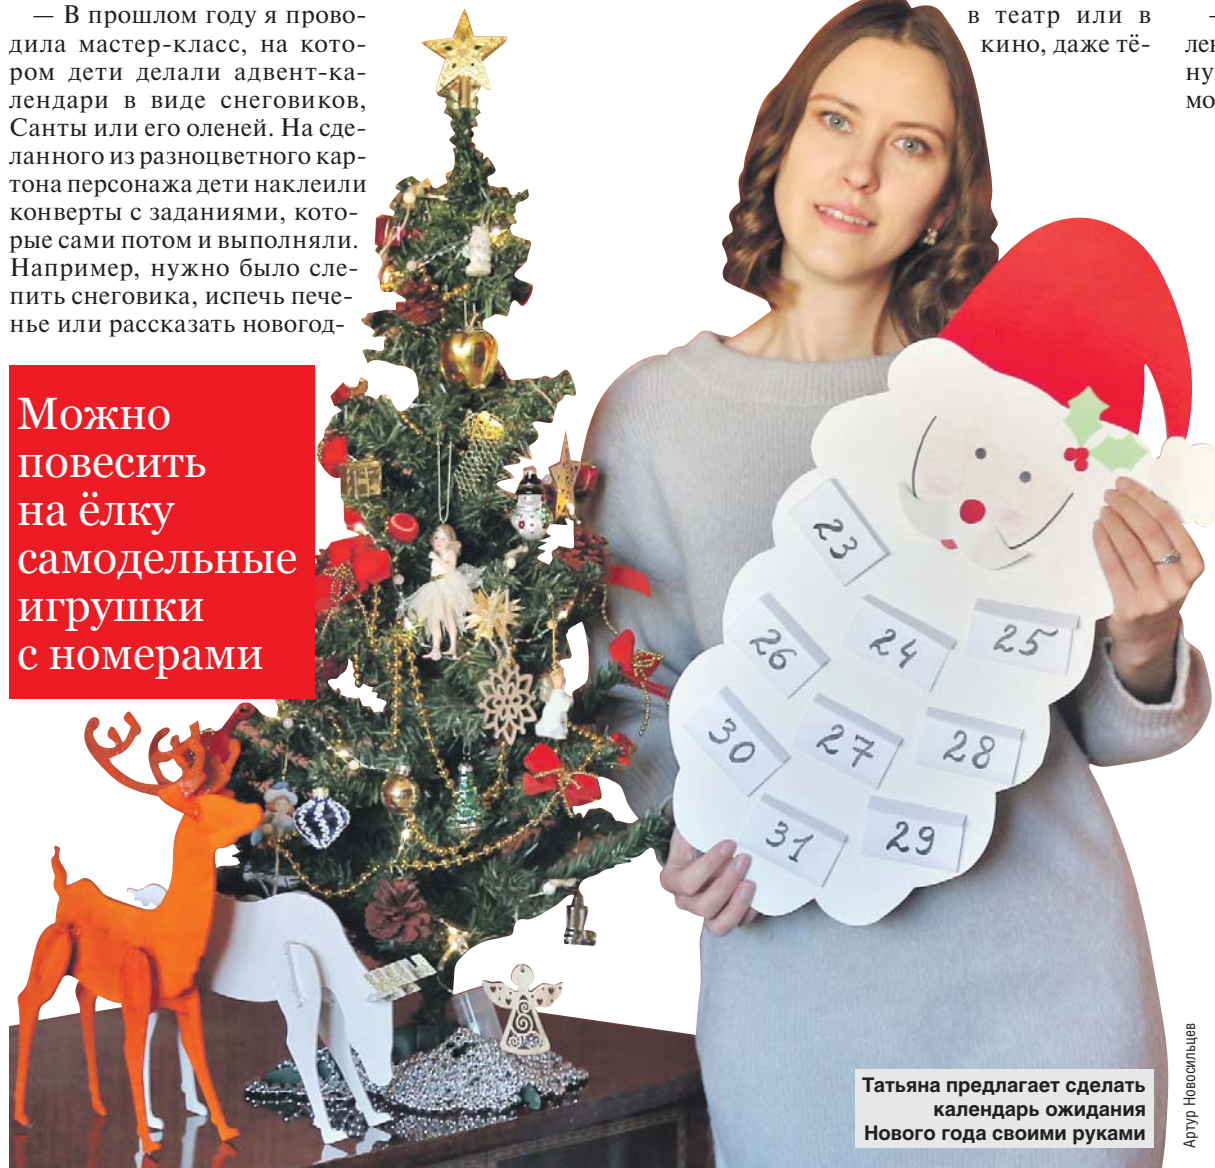 — В прошлом году я прово-
дила мастер-класс, на кото-
ром дети делали адвент-ка-
лендари в виде снеговиков,
Санты или его оленей. На сде-
ланного из разноцветного кар-
тона персонажа дети наклеили
конверты с заданиями, кото-
рые сами потом и выполняли.
Например, нужно было сле-
пить снеговика, испечь пече-
нье или рассказать новогод-
Можно
повесить
на ёлку
самодельные
игрушки
с номерами
в театр или в
кино, даже тё-
23
26 24 25
30 27 28
31 29
Татьяна предлагает сделать
календарь ожидания
Нового года своими руками
Артур Новосильцев